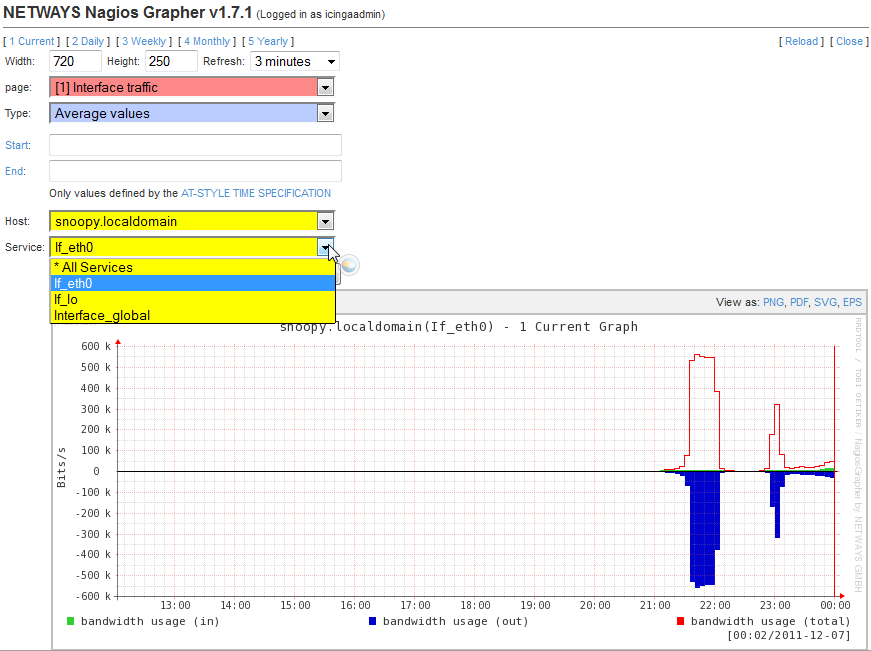 NETWAYS Nagios Grapher v1.7.1 (Logged in as icingaadmin)
[ 1 Current ] [ 2 Daily ] [ 3 Weekly ] [ 4 Monthly ] [ 5 Yearly ] [ Reload ] [ Close ]
Width: 720 Height: 250 Refresh: 3 minutes
page: [1] Interface traffic
Type: Average values
Start:
End:
Only values defined by the AT-STYLE TIME SPECIFICATION
Host: snoopy.localdomain
Service: If_eth0
* All Services
If_eth0
If_lo
Interface_global
View as: PNG, PDF, SVG, EPS
snoopy.localdomain(If_eth0) - 1 Current Graph
RRDTOOL / TOBI OETIKER / NagiosGrapher by NETWAYS GMBH
Bits/s
600 k
500 k
400 k
300 k
200 k
100 k
0
-100 k
-200 k
-300 k
-400 k
-500 k
-600 k
13:00 14:00 15:00 16:00 17:00 18:00 19:00 20:00 21:00 22:00 23:00 00:00
bandwidth usage (in) bandwidth usage (out) bandwidth usage (total)
[00:02/2011-12-07]